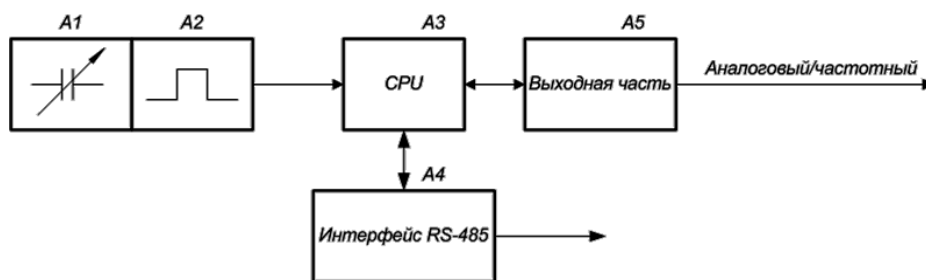 A1
A2
A3
A5
CPU
Выходная часть
Аналоговый/частотный
A4
Интерфейс RS-485